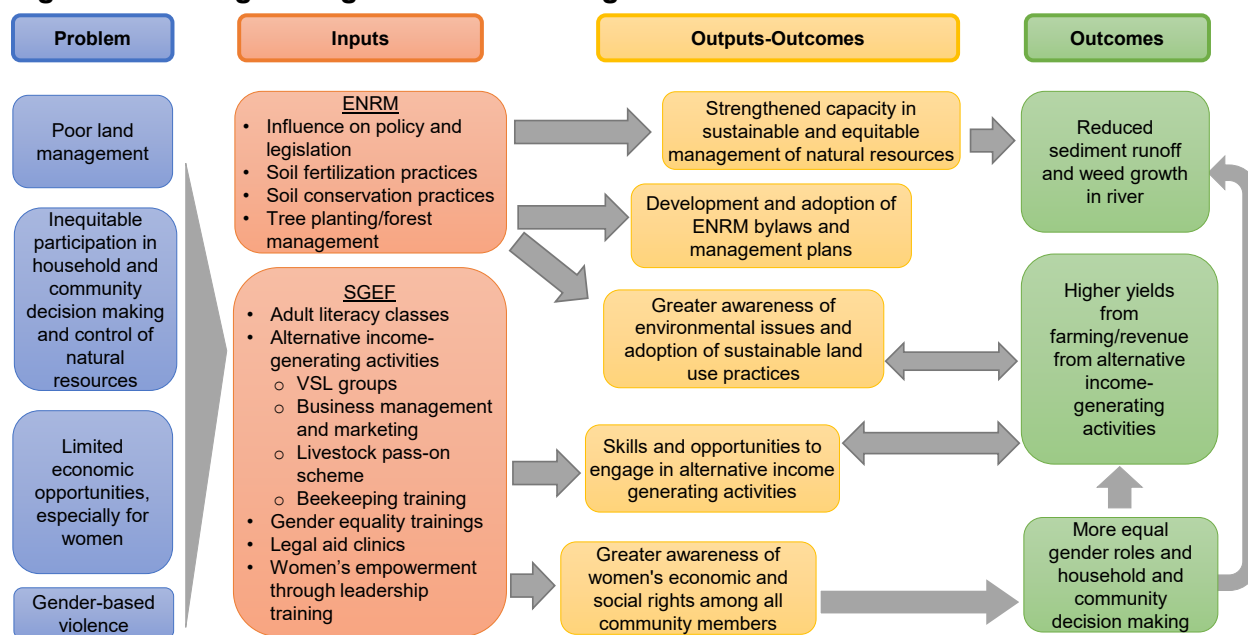 Problem
Inputs
Outputs-Outcomes
Outcomes
Poor land
management
Inequitable
participation in
household and
community
decision making
and control of
natural
resources
Limited
economic
opportunities,
especially for
women
Gender-based
violence
ENRM
• Influence on policy and
legislation
• Soil fertilization practices
• Soil conservation practices
• Tree planting/forest
management
SGEF
• Adult literacy classes
• Alternative income-
generating activities
o VSL groups
o Business management
and marketing
o Livestock pass-on
scheme
o Beekeeping training
• Gender equality trainings
• Legal aid clinics
• Women’s empowerment
through leadership
training
Strengthened capacity in
sustainable and equitable
management of natural resources
Development and adoption of
ENRM bylaws and
management plans
Greater awareness of
environmental issues and
adoption of sustainable land
use practices
Skills and opportunities to
engage in alternative income
generating activities
Greater awareness of
women's economic and
social rights among all
community members
Reduced
sediment runoff
and weed growth
in river
Higher yields
from
farming/revenue
from alternative
income-
generating
activities
More equal
gender roles and
household and
community
decision making